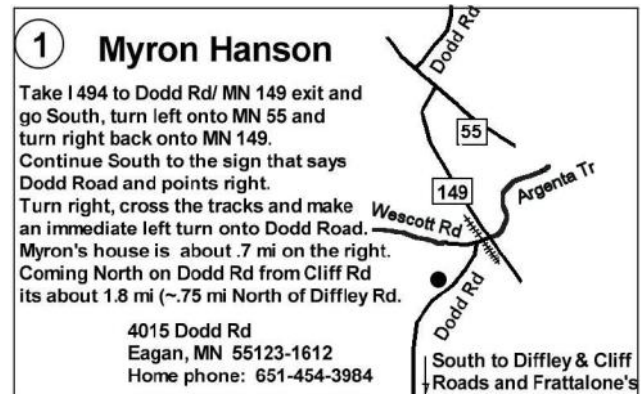 1
Myron Hanson
Take I 494 to Dodd Rd/ MN 149 exit and
go South, turn left onto MN 55 and
turn right back onto MN 149.
Continue South to the sign that says
Dodd Road and points right.
Turn right, cross the tracks and make
an immediate left turn onto Dodd Road.
Myron's house is about .7 mi on the right.
Coming North on Dodd Rd from Cliff Rd
its about 1.8 mi (~.75 mi North of Diffley Rd.
4015 Dodd Rd
Eagan, MN 55123-1612
Home phone: 651-454-3984
Dodd Rd
55
149
Argenta Tr
Wescott Rd
Dodd Rd
South to Diffley & Cliff
Roads and Frattalone's